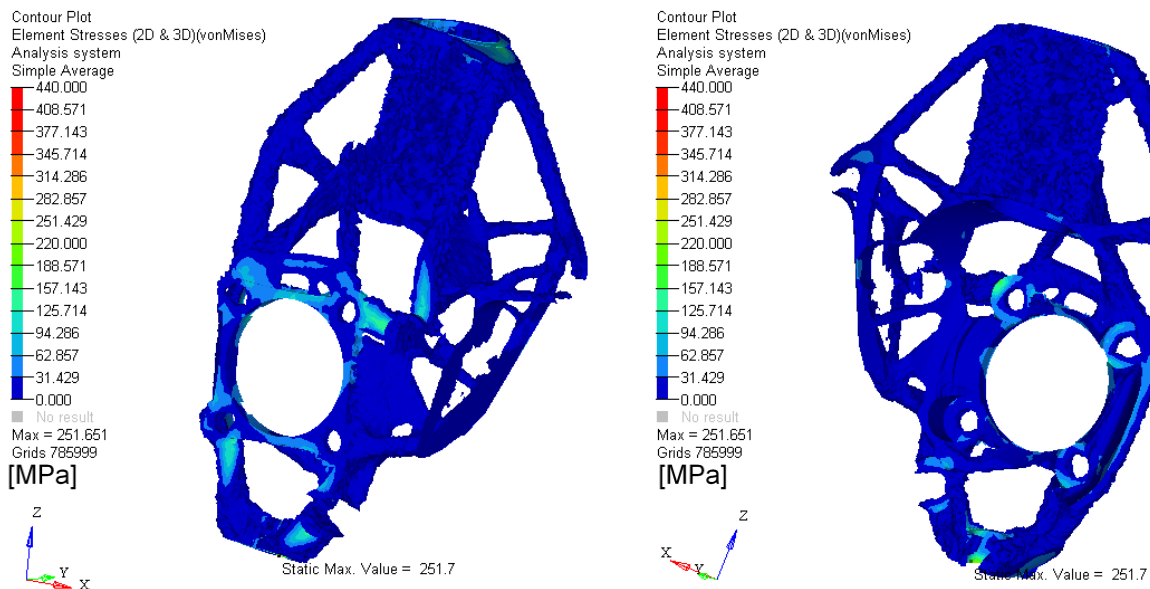 Contour Plot
Element Stresses (2D & 3D)(vonMises)
Analysis system
Simple Average
440.000
408.571
377.143
345.714
314.286
282.857
251.429
220.000
188.571
157.143
125.714
94.286
62.857
31.429
0.000
No result
Max = 251.651
Grids 785999
[MPa]
Z
Y
X
Static Max. Value = 251.7
Contour Plot
Element Stresses (2D & 3D)(vonMises)
Analysis system
Simple Average
440.000
408.571
377.143
345.714
314.286
282.857
251.429
220.000
188.571
157.143
125.714
94.286
62.857
31.429
0.000
No result
Max = 251.651
Grids 785999
[MPa]
Z
X
Y
Static Max. Value = 251.7